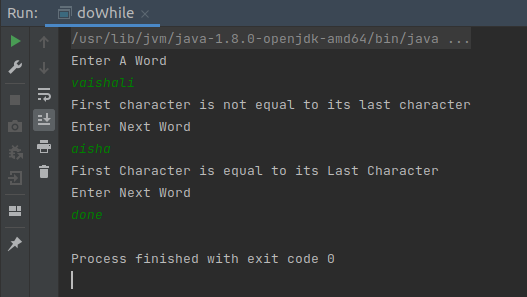 Run: doWhile
/usr/lib/jvm/java-1.8.0-openjdk-amd64/bin/java ...
Enter A Word
vaishali
First character is not equal to its last character
Enter Next Word
aisha
First Character is equal to its Last Character
Enter Next Word
done
Process finished with exit code 0